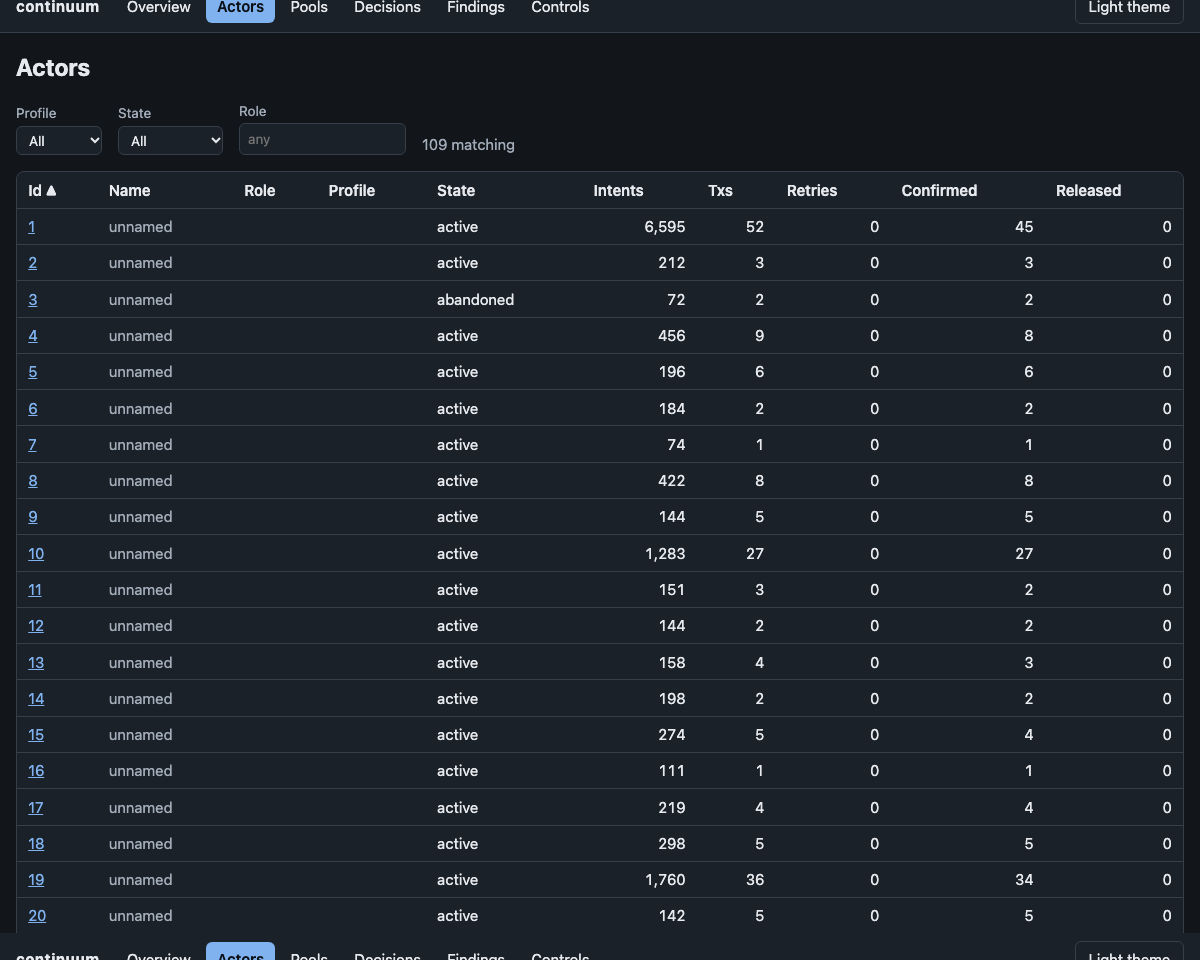 continuum Overview Actors Pools Decisions Findings Controls Light theme
Actors
Profile State Role
All All any 109 matching
Id ▲ Name Role Profile State Intents Txs Retries Confirmed Released
1 unnamed active 6,595 52 0 45 0
2 unnamed active 212 3 0 3 0
3 unnamed abandoned 72 2 0 2 0
4 unnamed active 456 9 0 8 0
5 unnamed active 196 6 0 6 0
6 unnamed active 184 2 0 2 0
7 unnamed active 74 1 0 1 0
8 unnamed active 422 8 0 8 0
9 unnamed active 144 5 0 5 0
10 unnamed active 1,283 27 0 27 0
11 unnamed active 151 3 0 2 0
12 unnamed active 144 2 0 2 0
13 unnamed active 158 4 0 3 0
14 unnamed active 198 2 0 2 0
15 unnamed active 274 5 0 4 0
16 unnamed active 111 1 0 1 0
17 unnamed active 219 4 0 4 0
18 unnamed active 298 5 0 5 0
19 unnamed active 1,760 36 0 34 0
20 unnamed active 142 5 0 5 0
continuum Overview Actors Pools Decisions Findings Controls Light theme